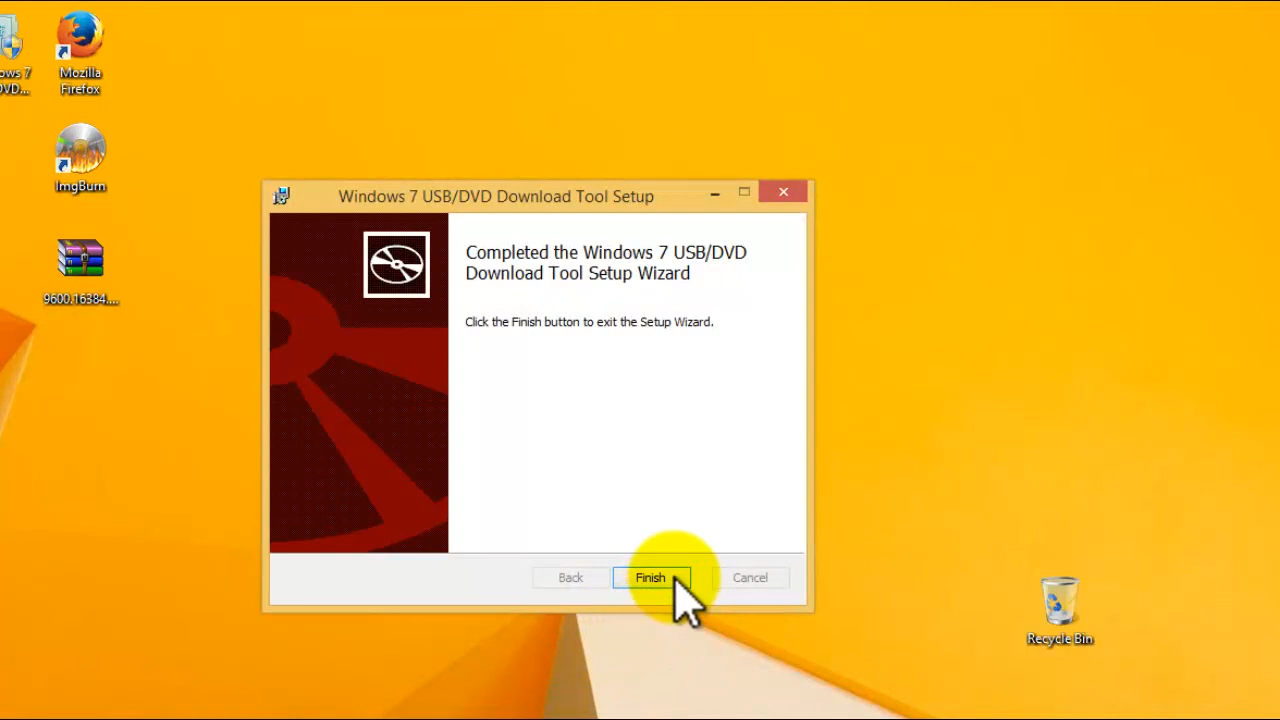 ows 7
DVD...
Mozilla
Firefox
ImgBurn
9600.16384....
Windows 7 USB/DVD Download Tool Setup
Completed the Windows 7 USB/DVD
Download Tool Setup Wizard
Click the Finish button to exit the Setup Wizard.
Back
Finish
Cancel
Recycle Bin